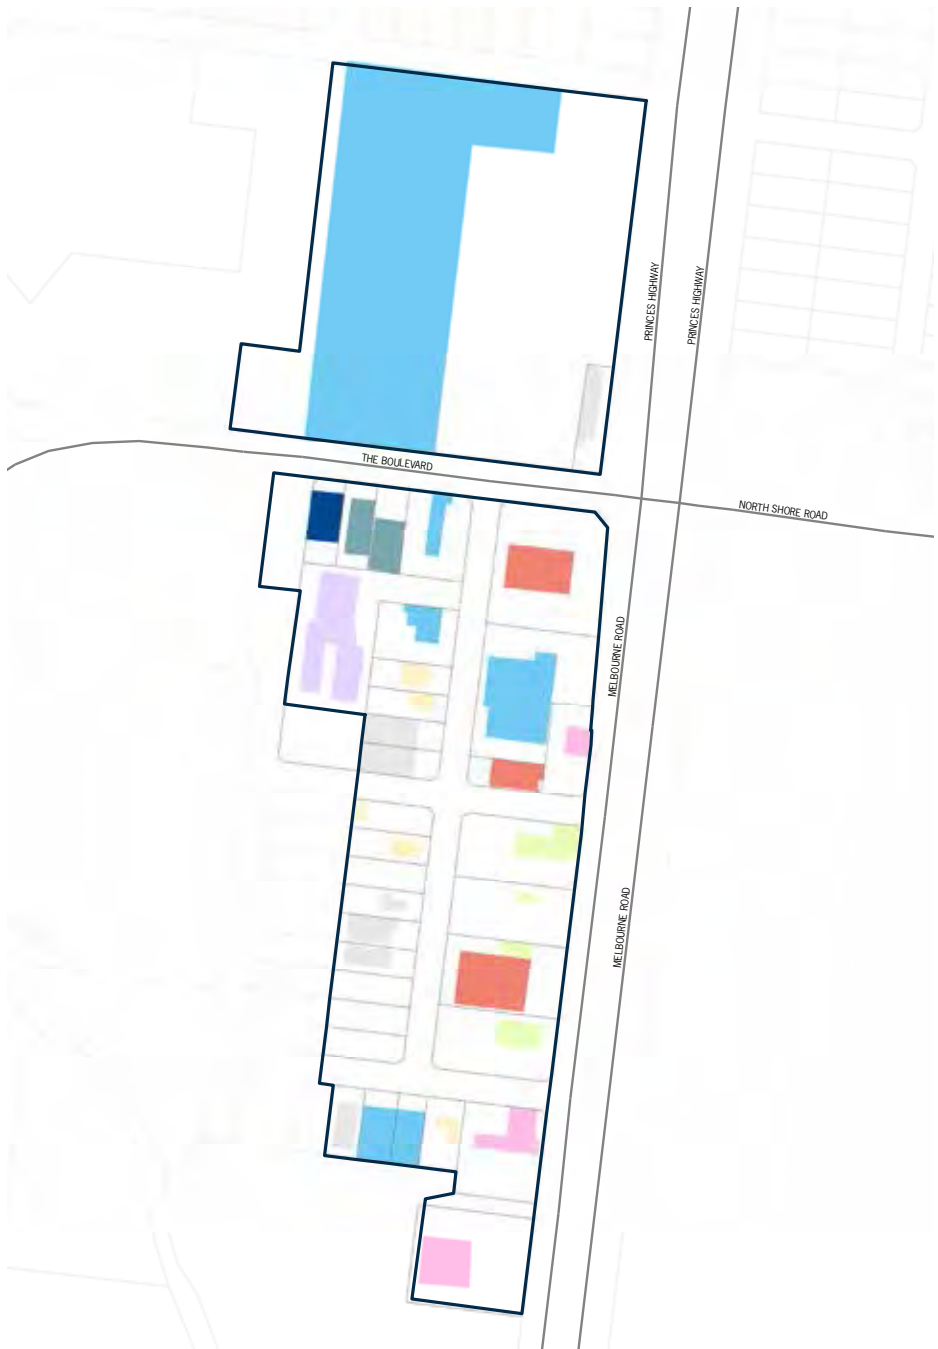 PRINCES HIGHWAY
PRINCES HIGHWAY
THE BOULEVARD
NORTH SHORE ROAD
MELBOURNE ROAD
MELBOURNE ROAD